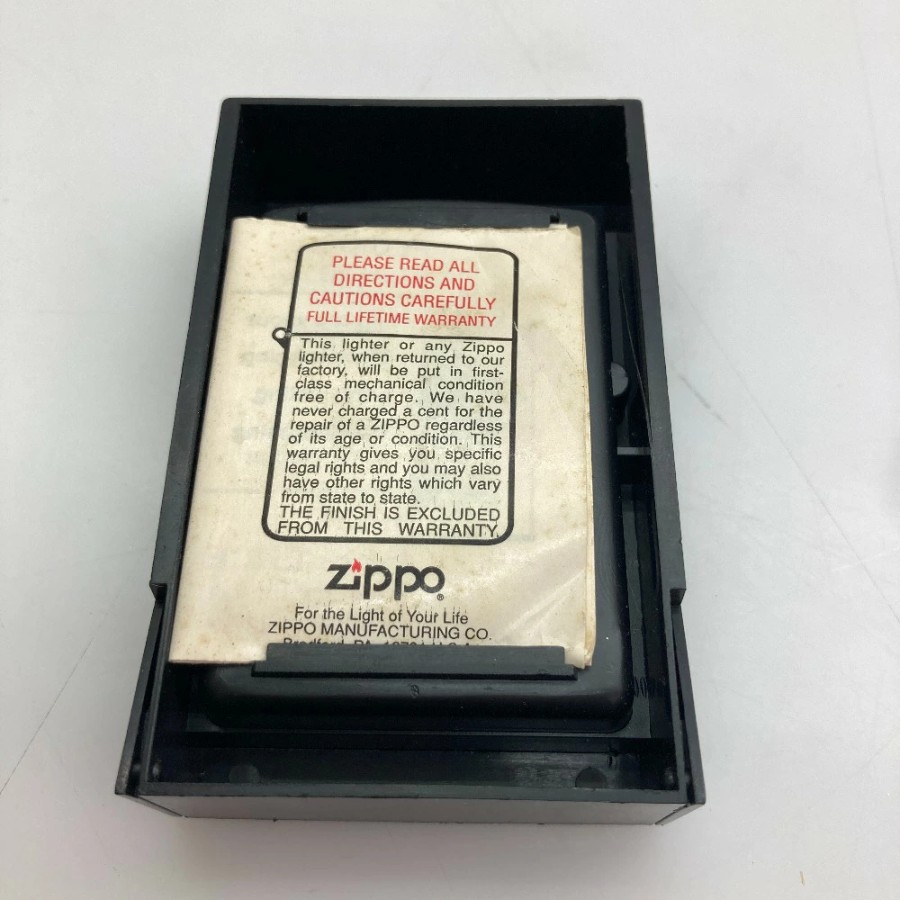 PLEASE READ ALL
DIRECTIONS AND
CAUTIONS CAREFULLY
FULL LIFETIME WARRANTY
This lighter or any Zippo
lighter, when returned to our
factory, will be put in first-
class mechanical condition
free of charge. We have
never charged a cent for the
repair of a ZIPPO regardless
of its age or condition. This
warranty gives you specific
legal rights and you may also
have other rights which vary
from state to state.
THE FINISH IS EXCLUDED
FROM THIS WARRANTY.
Zippo®
For the Light of Your Life
ZIPPO MANUFACTURING CO.
Bradford, PA